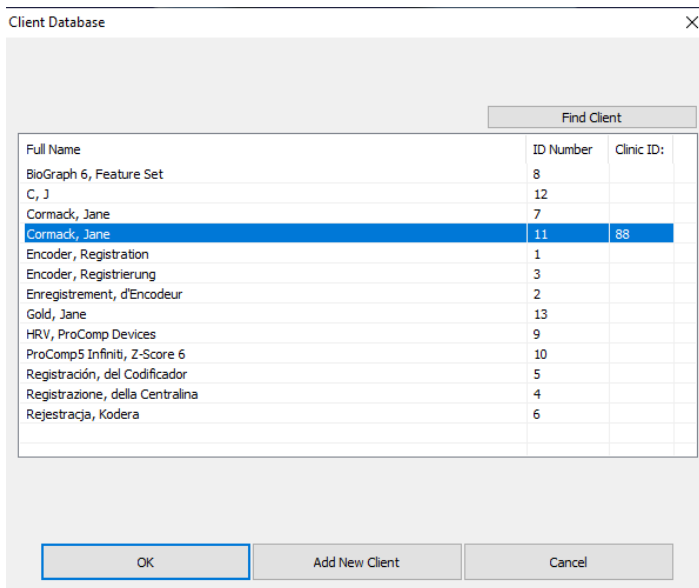 Client Database
Find Client
Full Name ID Number Clinic ID:
BioGraph 6, Feature Set 8
C, J 12
Cormack, Jane 7
Cormack, Jane 11 88
Encoder, Registration 1
Encoder, Registrierung 3
Enregistrement, d'Encodeur 2
Gold, Jane 13
HRV, ProComp Devices 9
ProComp5 Infiniti, Z-Score 6 10
Registración, del Codificador 5
Registrazione, della Centralina 4
Rejestracja, Kodera 6
OK Add New Client Cancel